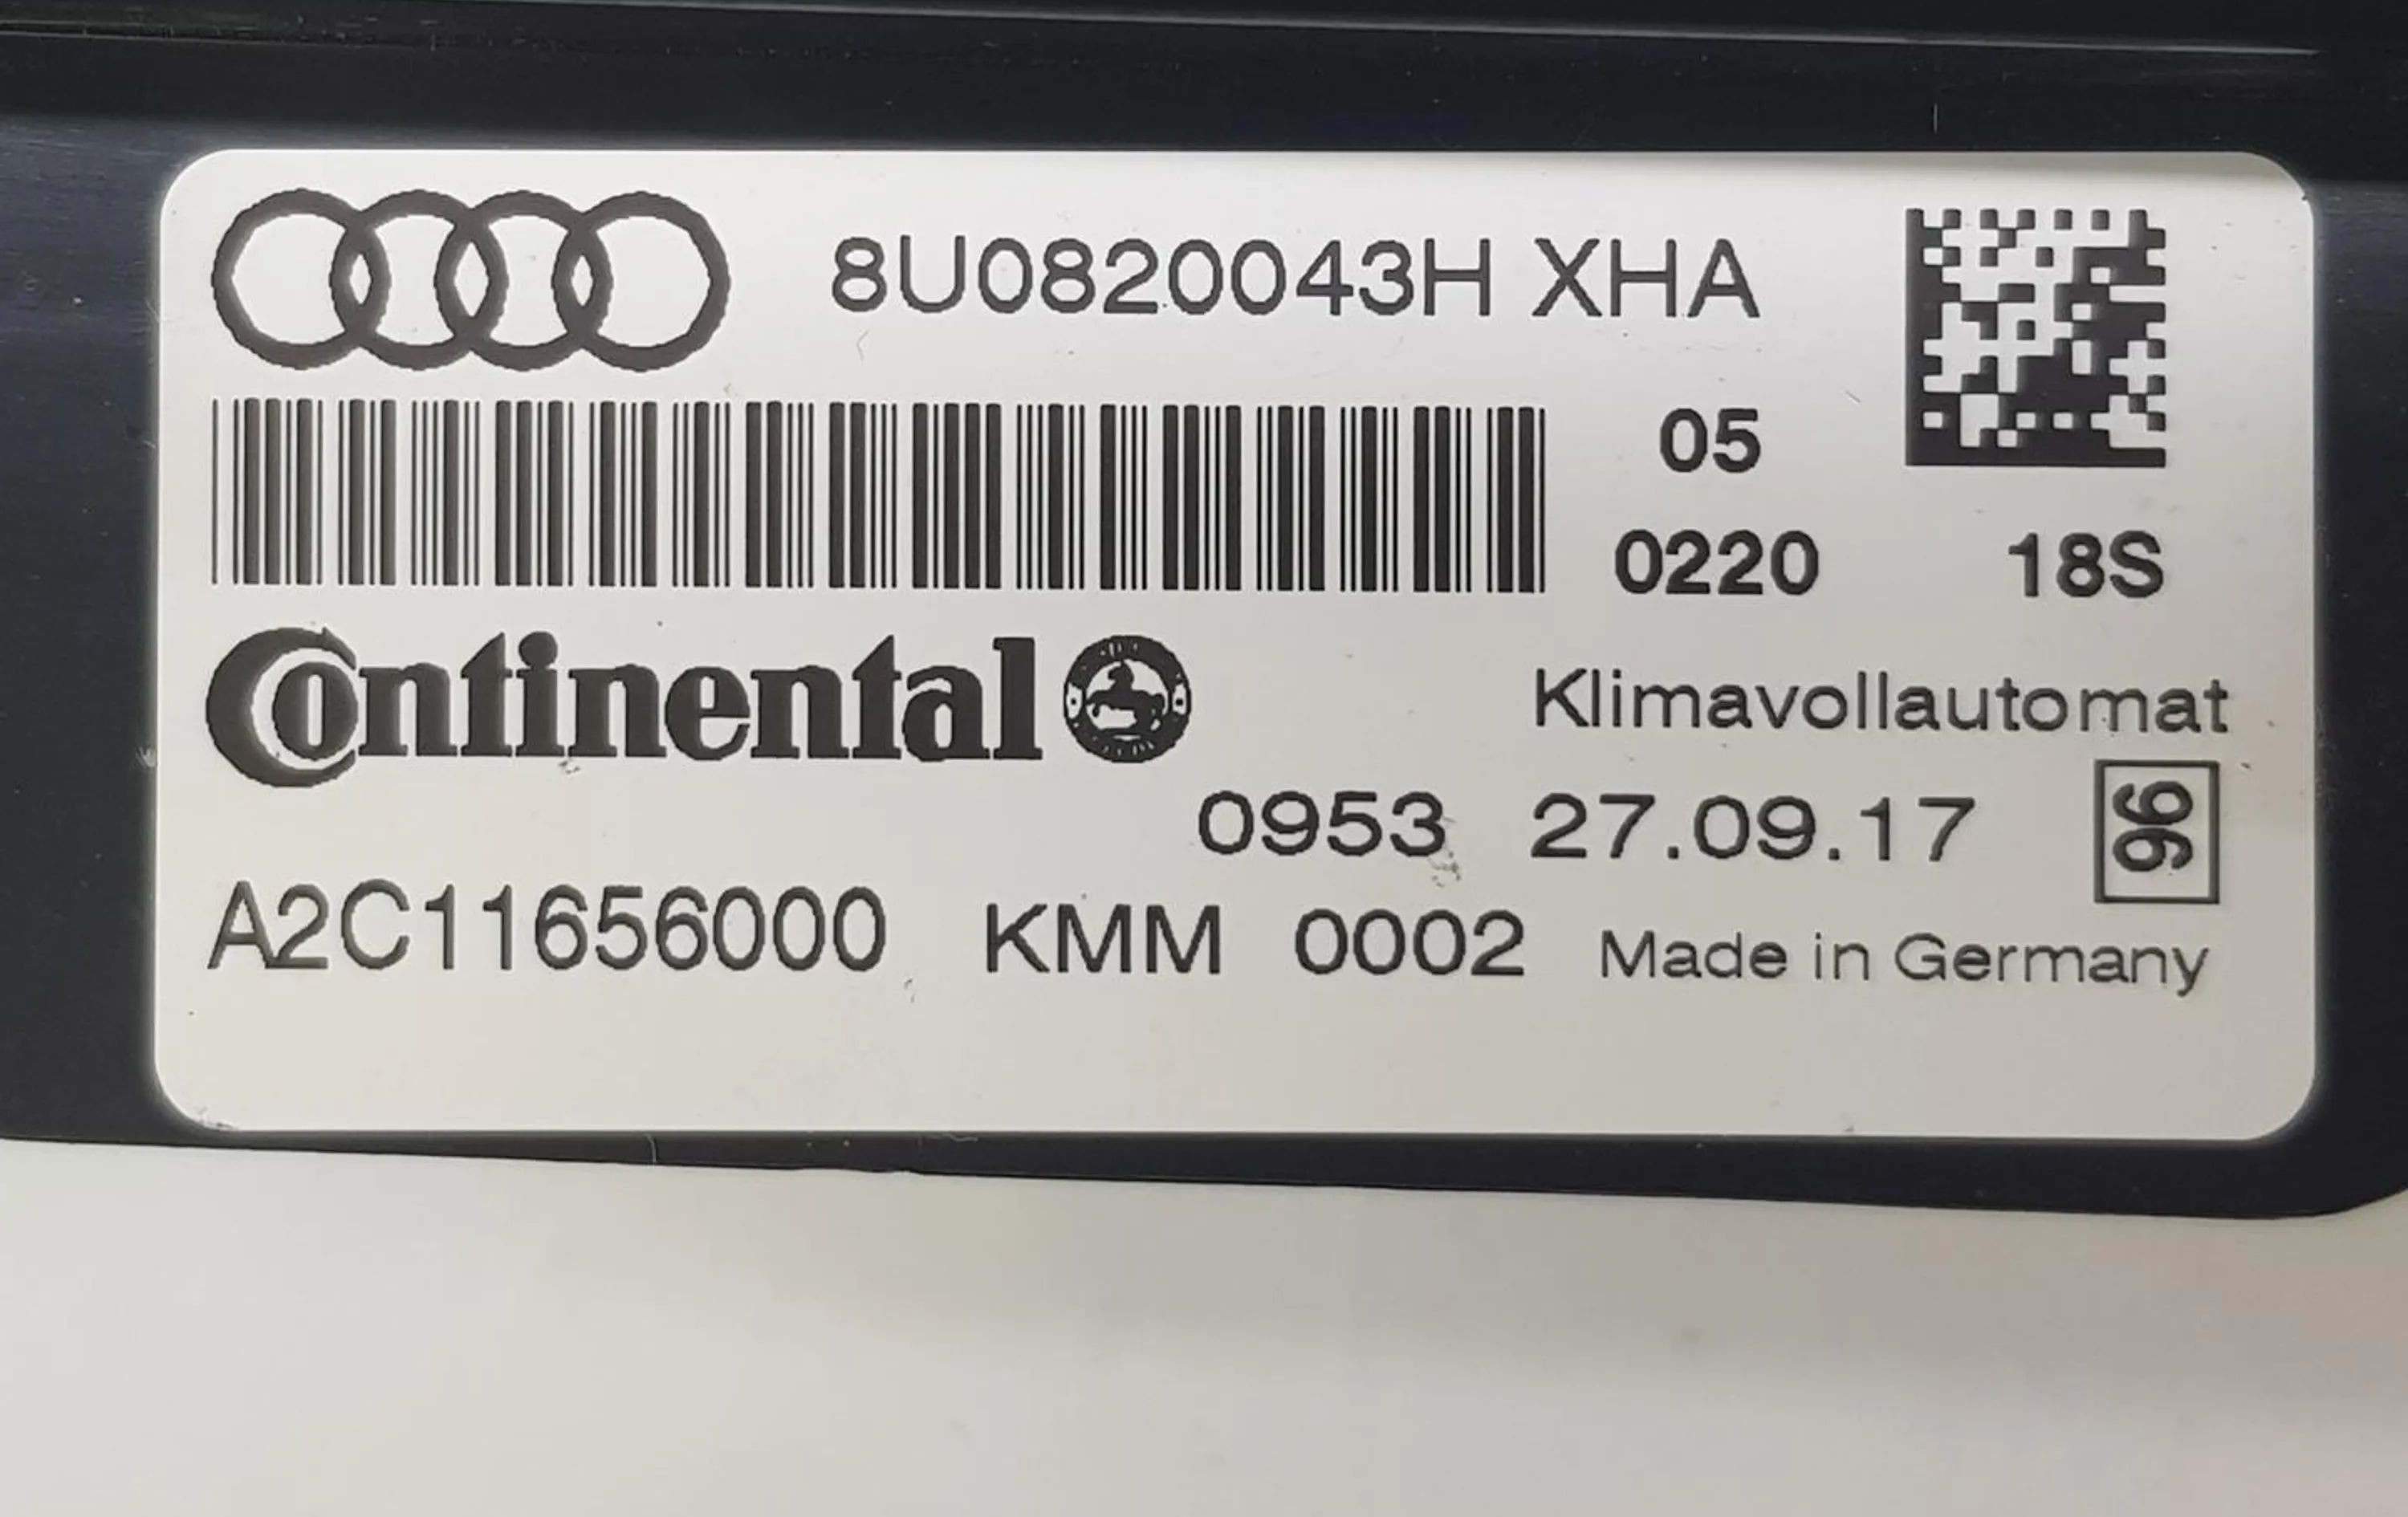 8U0820043H XHA
05
0220 18S
Continental
Klimavollautomat
0953 27.09.17 96
A2C11656000 KMM 0002 Made in Germany